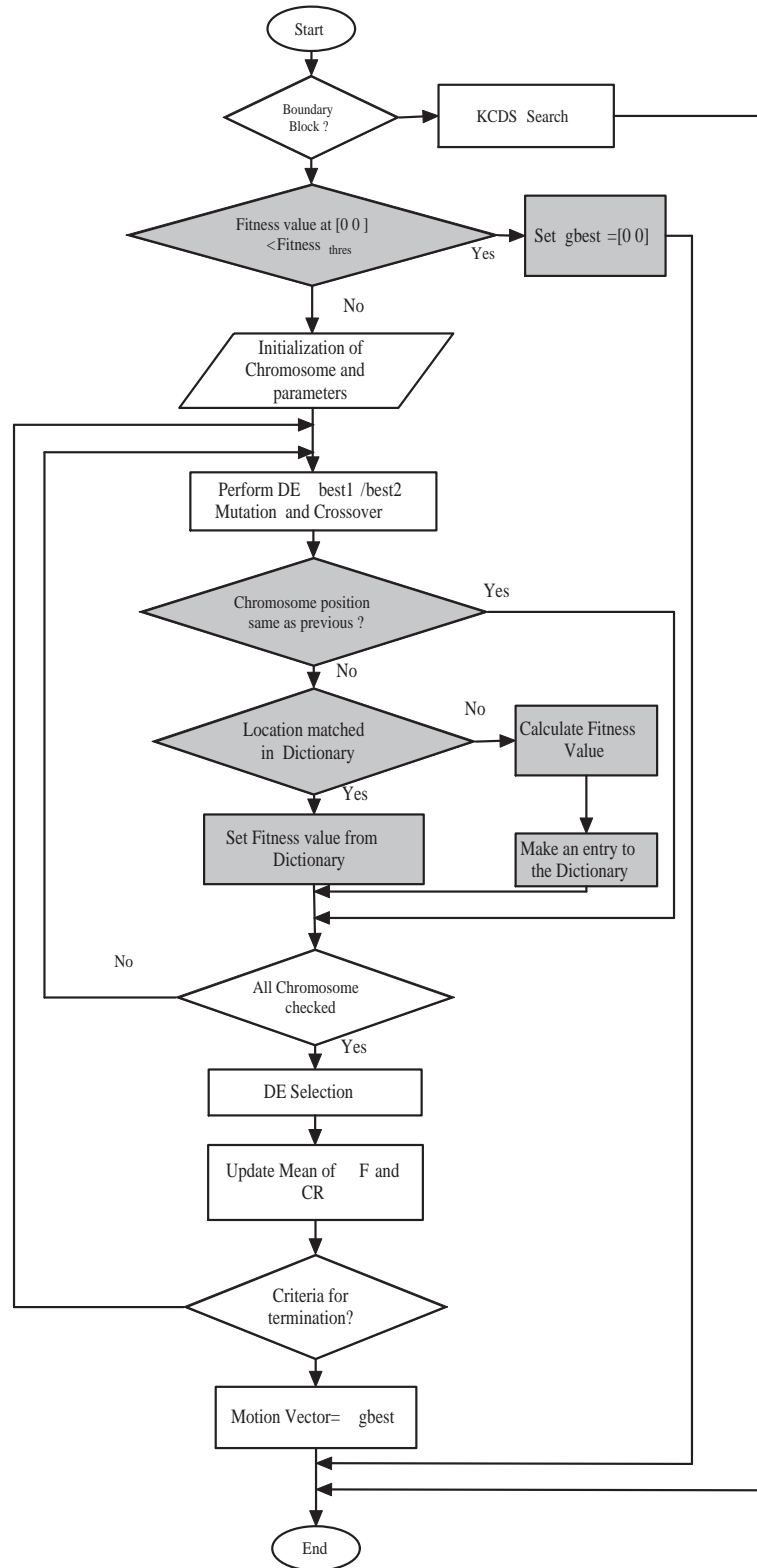 Start
Boundary
Block ?
KCDS Search
Fitness value at [0 0 ]
<Fitness thres
Yes
Set gbest =[0 0]
No
Initialization of
Chromosome and
parameters
Perform DE best1 /best2
Mutation and Crossover
Chromosome position
same as previous ?
Yes
No
Location matched
in Dictionary
No
Calculate Fitness
Value
Yes
Set Fitness value from
Dictionary
Make an entry to
the Dictionary
No
All Chromosome
checked
Yes
DE Selection
Update Mean of F and
CR
Criteria for
termination?
Motion Vector= gbest
End